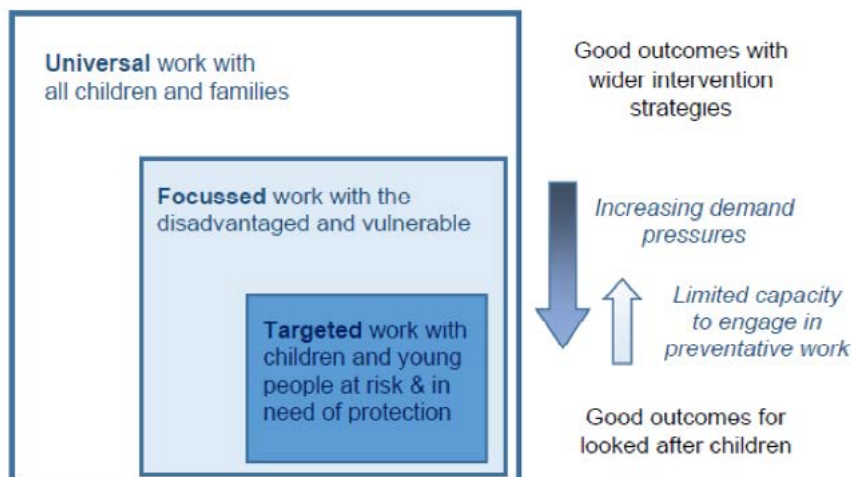 Universal work with
all children and families
Focussed work with the
disadvantaged and vulnerable
Targeted work with
children and young
people at risk & in
need of protection
Good outcomes with
wider intervention
strategies
Increasing demand
pressures
Limited capacity
to engage in
preventative work
Good outcomes for
looked after children